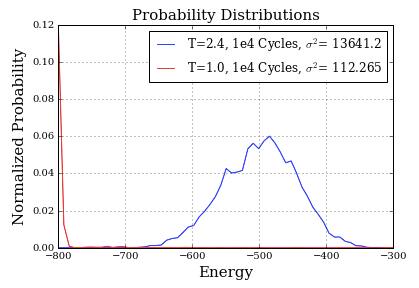 Probability Distributions
T=2.4, 1e4 Cycles, σ²= 13641.2
T=1.0, 1e4 Cycles, σ²= 112.265
Normalized Probability
0.12
0.10
0.08
0.06
0.04
0.02
0.00
−800 −700 −600 −500 −400 −300
Energy